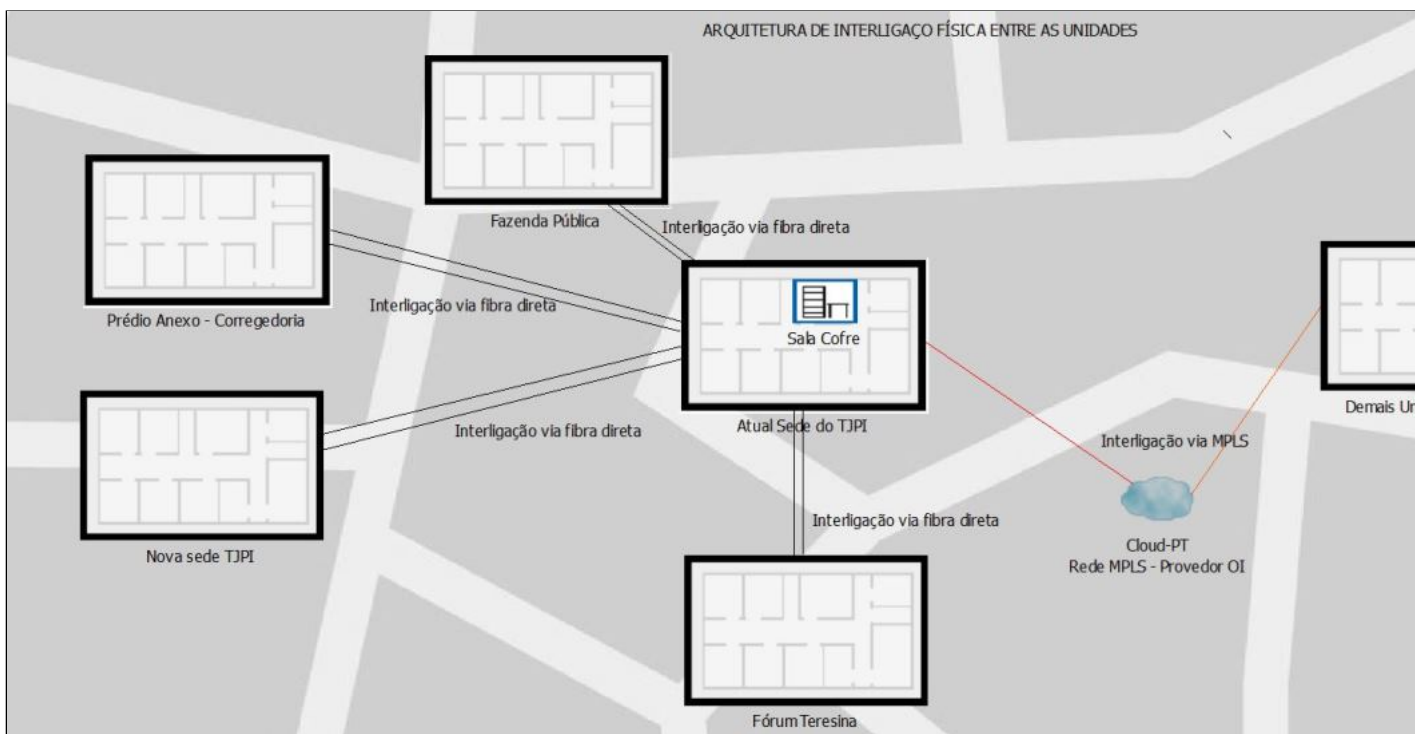 ARQUITETURA DE INTERLIGAÇO FÍSICA ENTRE AS UNIDADES
Fazenda Pública
Interligação via fibra direta
Prédio Anexo - Corregedoria
Interligação via fibra direta
Sala Cofre
Atual Sede do TJPI
Demais
Interligação via fibra direta
Interligação via MPLS
Nova sede TJPI
Interligação via fibra direta
Cloud-PT
Rede MPLS - Provedor OI
Fórum Teresina